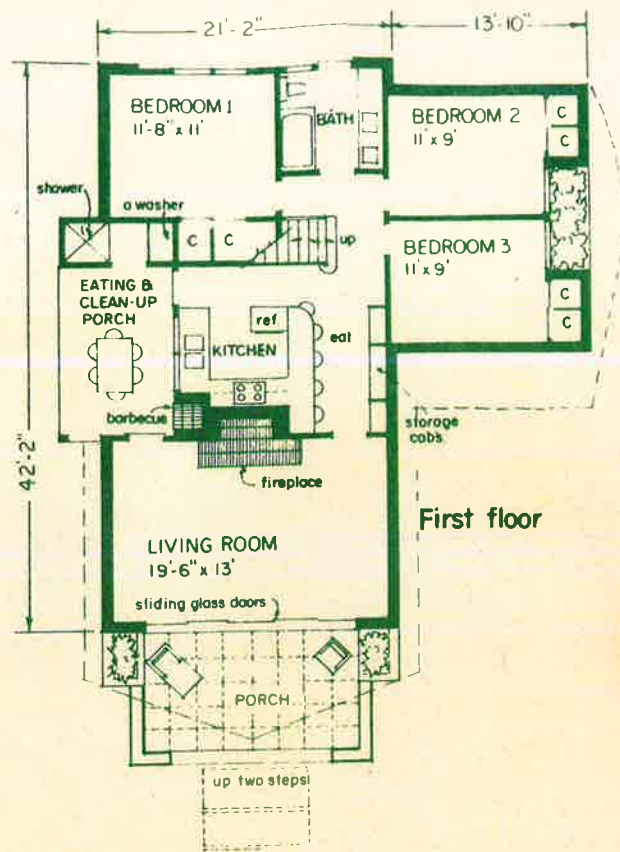 21'-2"
13'-10"
BEDROOM 1
11'-8" x 11'
BATH
BEDROOM 2
11' x 9'
C
C
shower
a washer
C
C
up
BEDROOM 3
11' x 9'
C
C
EATING &
CLEAN-UP
PORCH
ref
KITCHEN
eat
barbecue
storage
cabs.
fireplace
42'-2"
First floor
LIVING ROOM
19'-6" x 13'
sliding glass doors
PORCH
up two steps